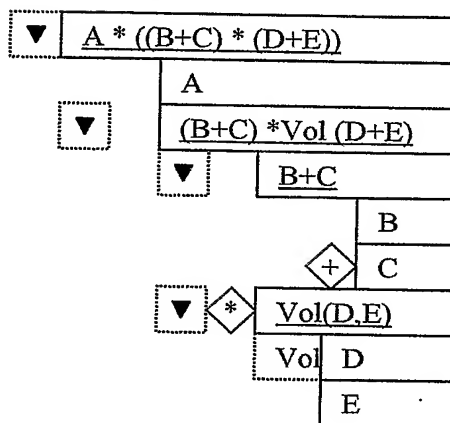 A * ((B+C) * (D+E))
A
(B+C) *Vol (D+E)
B+C
B
+ C
* Vol(D,E)
Vol D
E